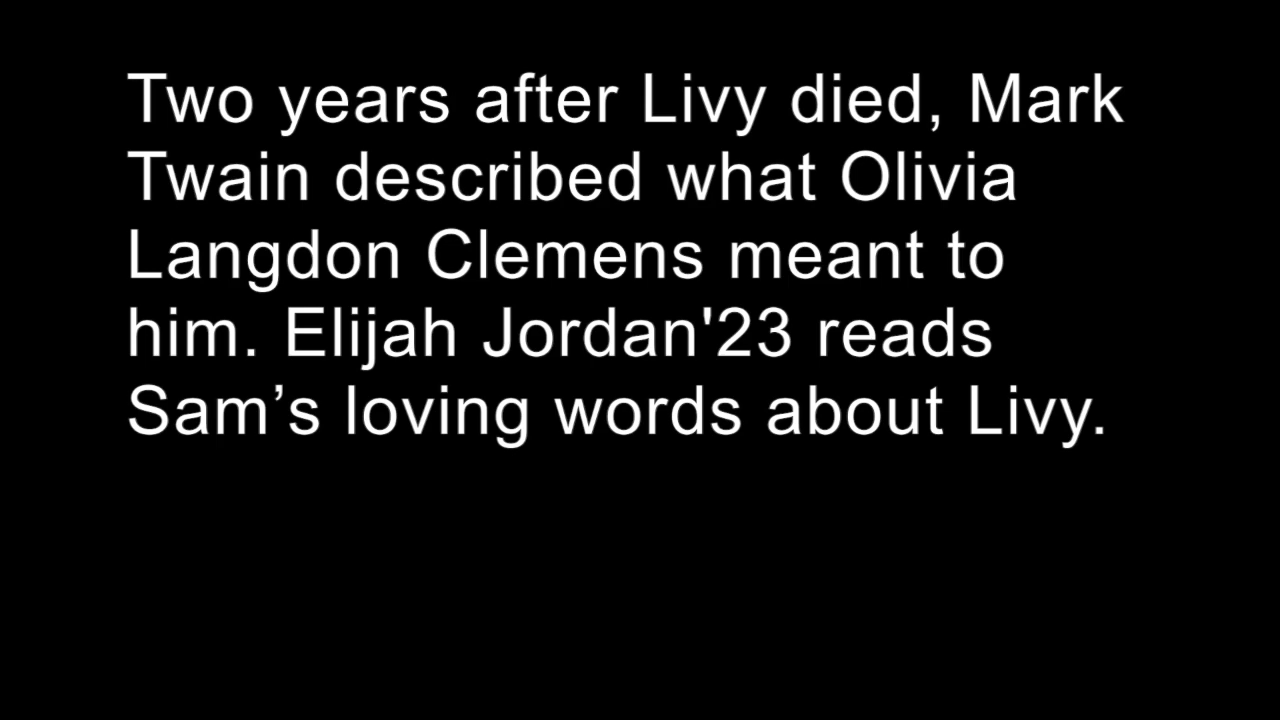 Two years after Livy died, Mark
Twain described what Olivia
Langdon Clemens meant to
him. Elijah Jordan'23 reads
Sam’s loving words about Livy.